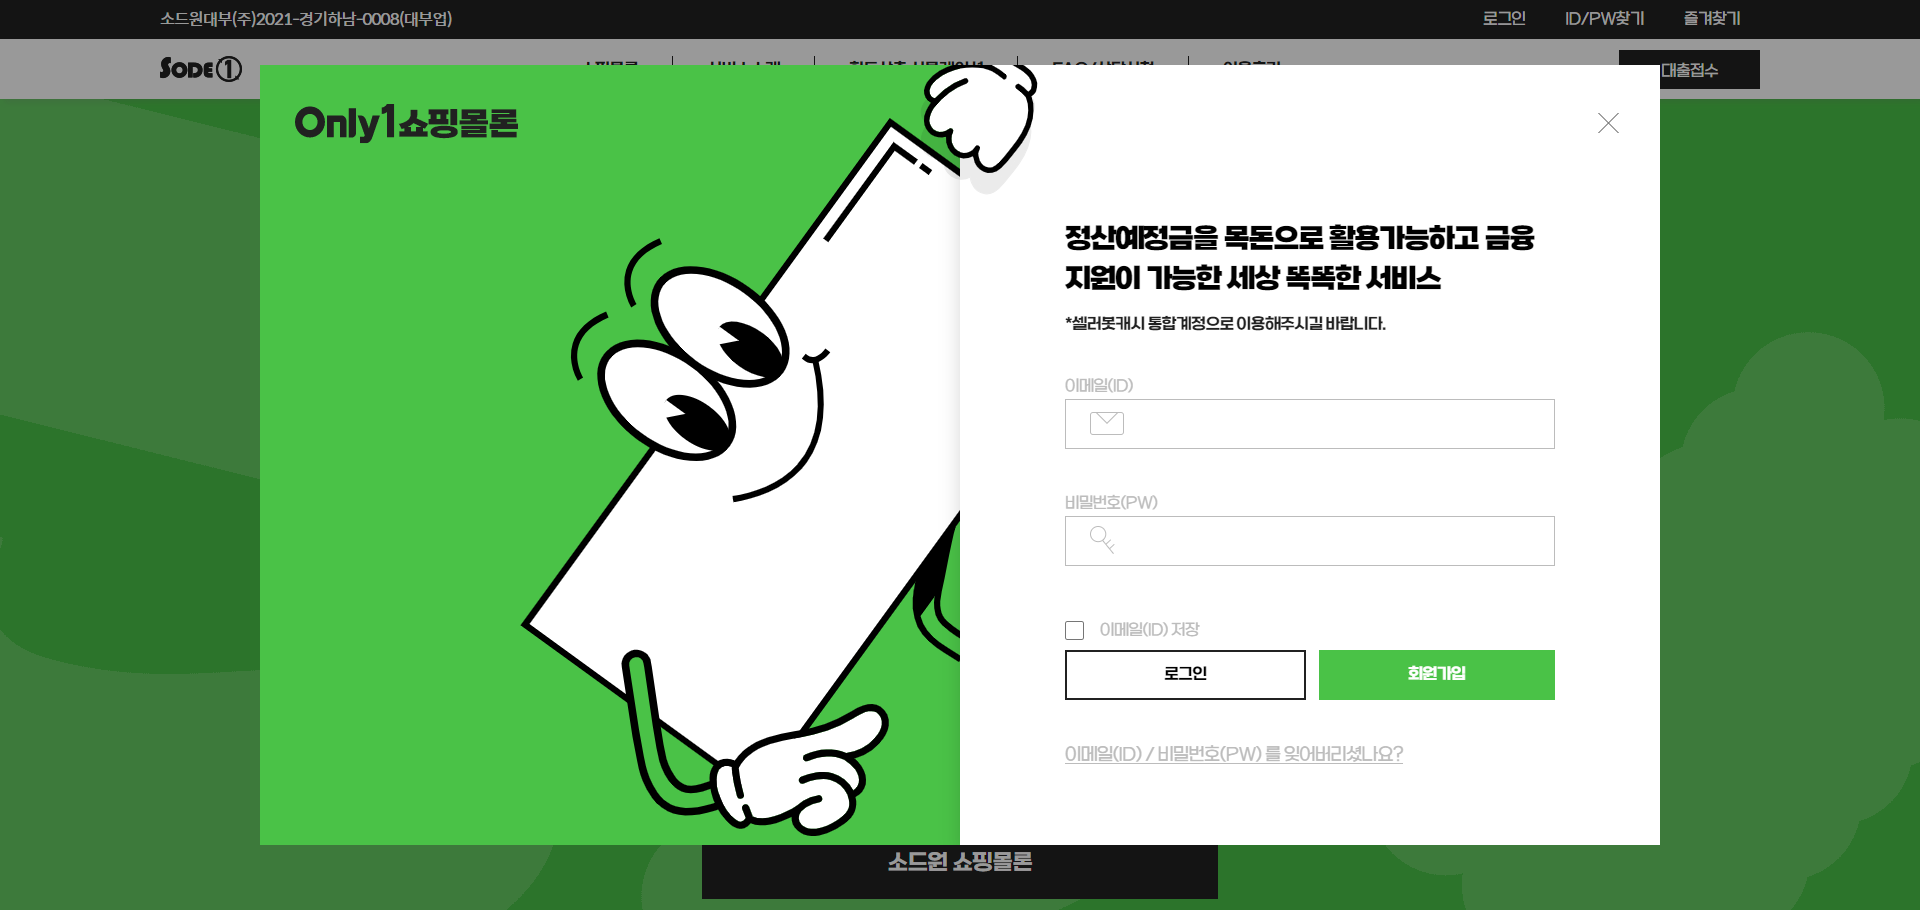 소드원대부(주)2021-경기하남-0008(대부업)
로그인 ID/PW찾기 즐겨찾기
SODE1
대출접수
Only1쇼핑몰론
정산예정금을 목돈으로 활용가능하고 금융
지원이 가능한 세상 똑똑한 서비스
*셀러봇캐시 통합계정으로 이용해주시길 바랍니다.
이메일(ID)
비밀번호(PW)
이메일(ID) 저장
로그인 회원가입
이메일(ID) / 비밀번호(PW) 를 잊어버리셨나요?
소드원 쇼핑몰론